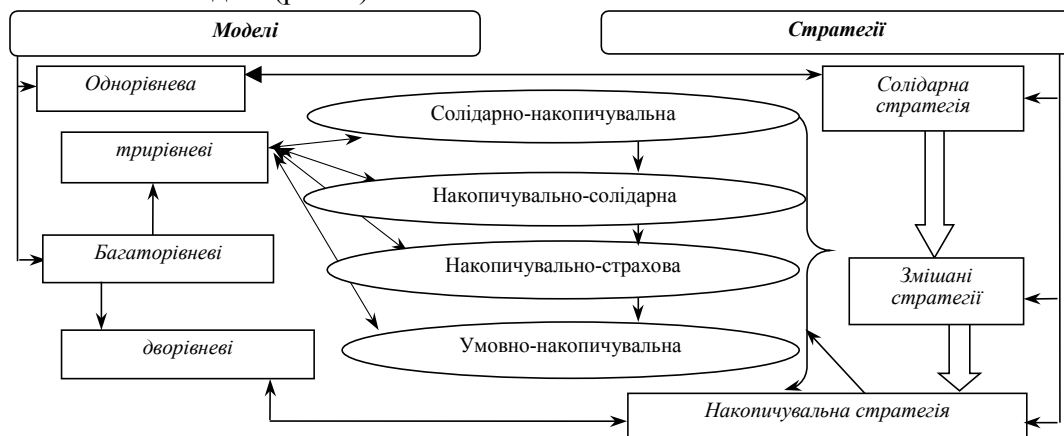 Моделі
Стратегії
Однорівнева
Солідарна
стратегія
Солідарно-накопичувальна
трирівневі
Накопичувально-солідарна
Багаторівневі
Накопичувально-страхова
Змішані
стратегії
дворівневі
Умовно-накопичувальна
Накопичувальна стратегія